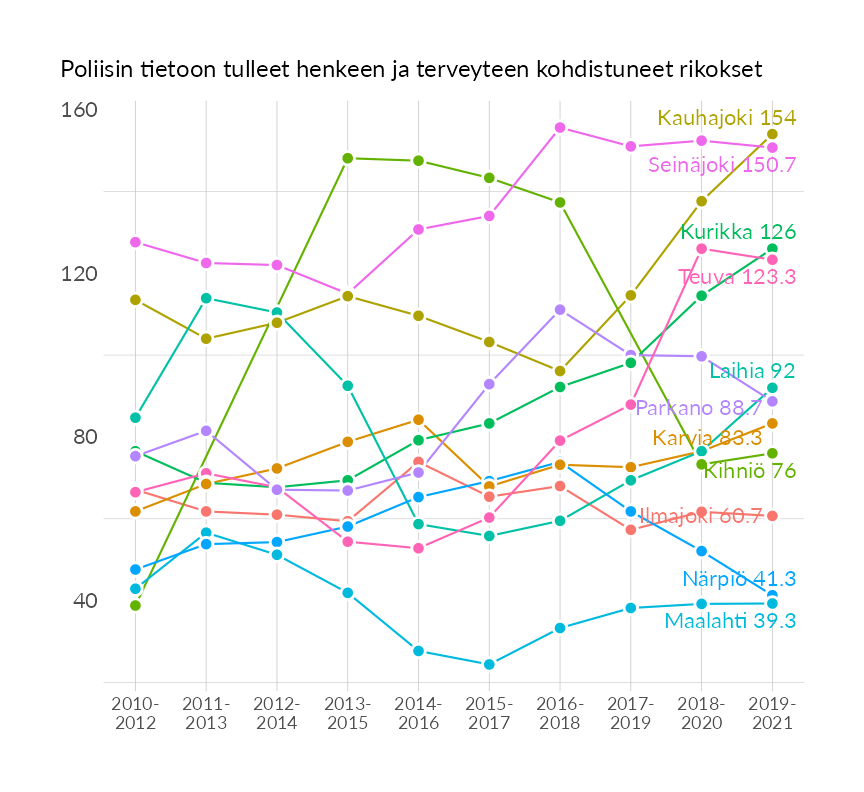 Poliisin tietoon tulleet henkeen ja terveyteen kohdistuneet rikokset
160
120
80
40
Kauhajoki 154
Seinäjoki 150.7
Kurikka 126
Teuva 123.3
Laihia 92
Parkano 88.7
Karvia 83.3
Kihniö 76
Ilmajoki 60.7
Närpiö 41.3
Maalahti 39.3
2010- 2011- 2012- 2013- 2014- 2015- 2016- 2017- 2018- 2019-
2012 2013 2014 2015 2016 2017 2018 2019 2020 2021